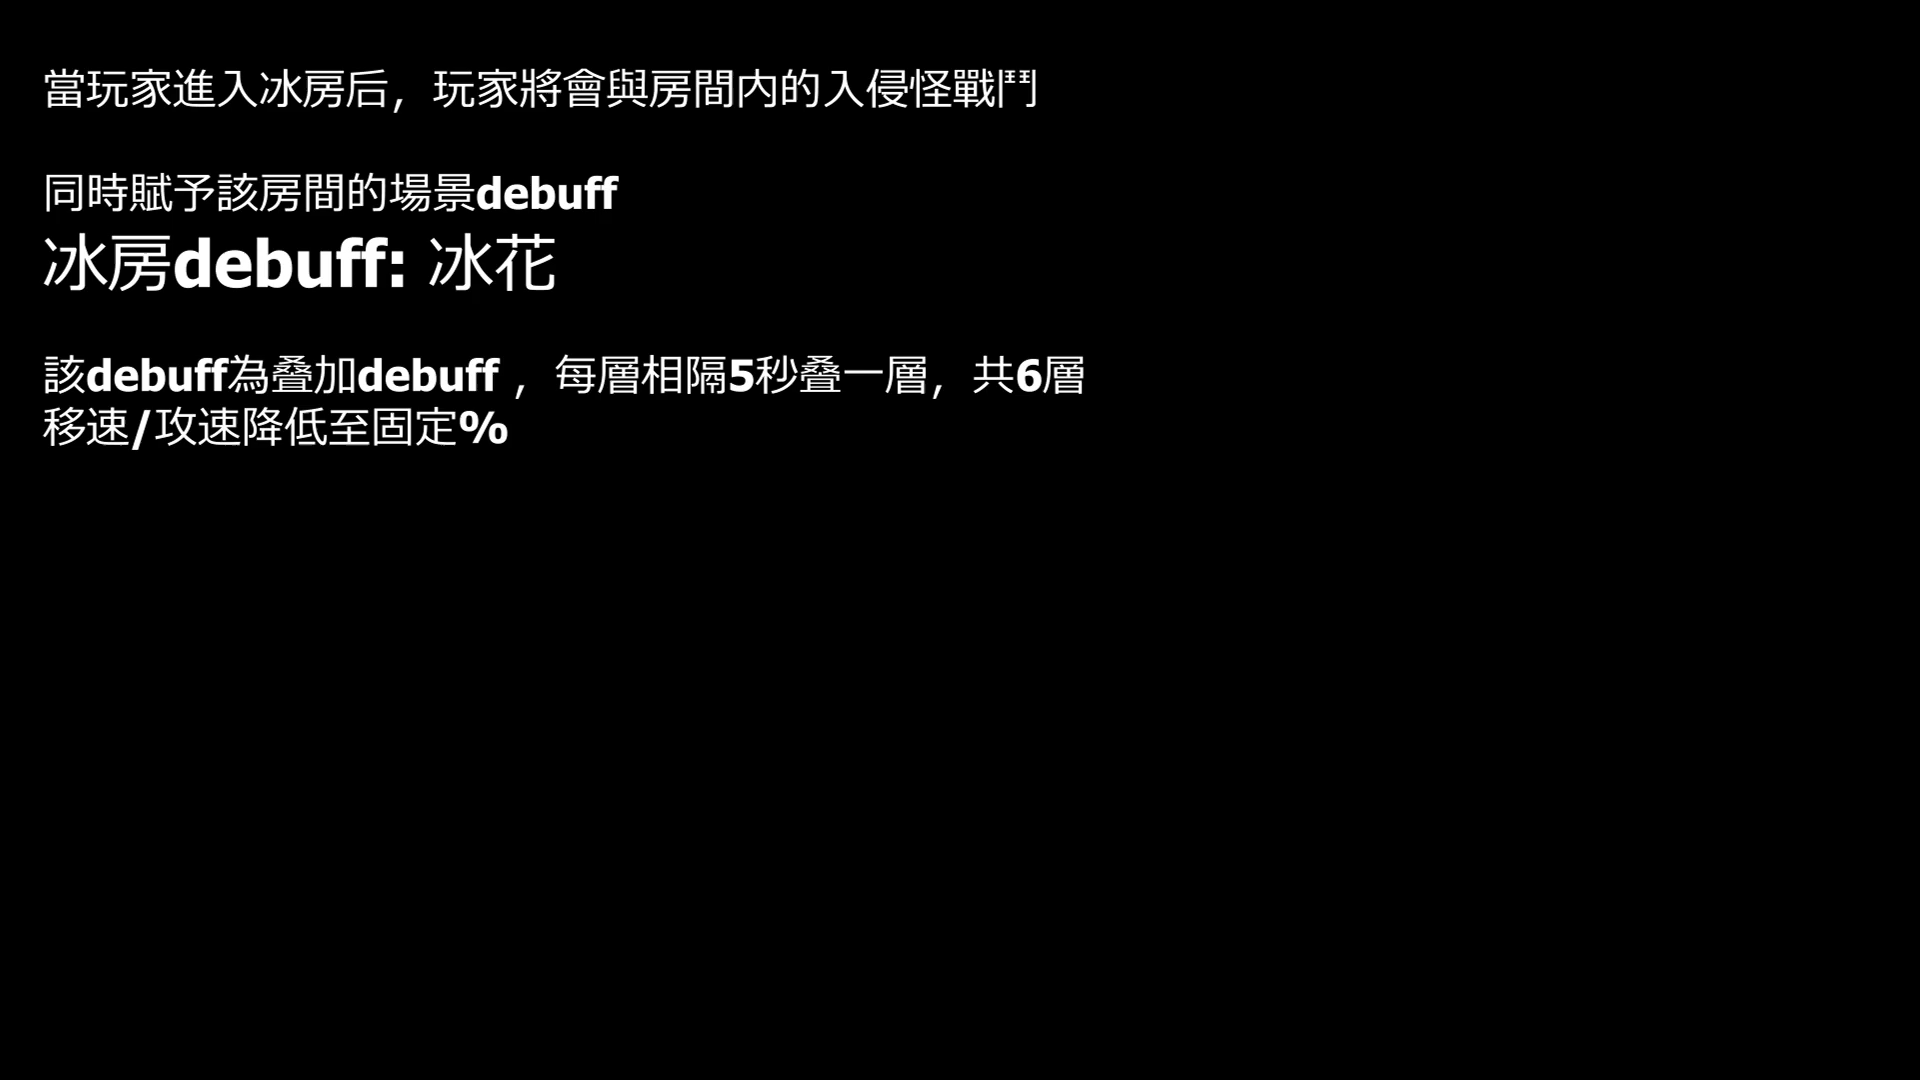 當玩家進入冰房后，玩家將會與房間內的入侵怪戰鬥
同時賦予該房間的場景debuff
冰房debuff: 冰花
該debuff為叠加debuff ，每層相隔5秒叠一層，共6層
移速/攻速降低至固定%